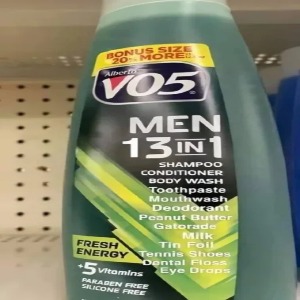 BONUS SIZE
20% MORE
Alberto
VO5
MEN
13 IN 1
SHAMPOO
CONDITIONER
BODY WASH
Toothpaste
Mouthwash
Deodorant
Peanut Butter
Gatorade
Milk
Tin Foil
Tennis Shoes
Dental Floss
Eye Drops
FRESH
ENERGY
+5 Vitamins
PARABEN FREE
SILICONE FREE